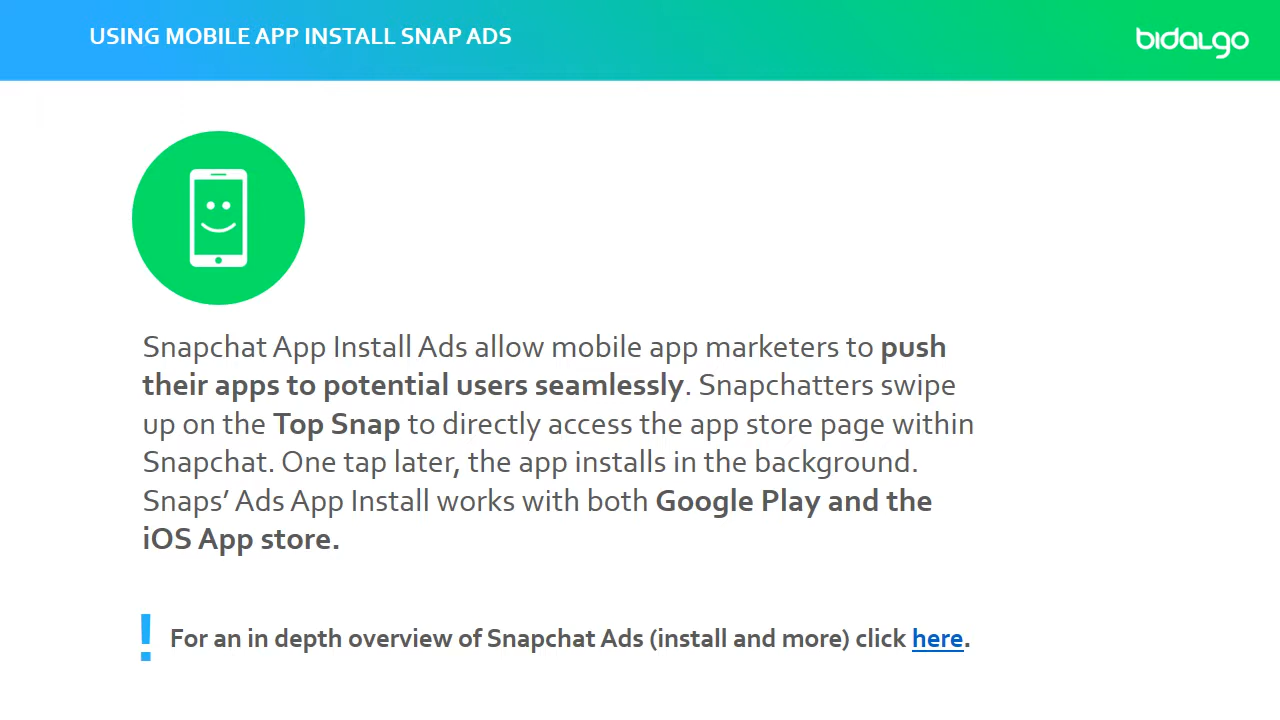 USING MOBILE APP INSTALL SNAP ADS
bidalgo
Snapchat App Install Ads allow mobile app marketers to push
their apps to potential users seamlessly. Snapchatters swipe
up on the Top Snap to directly access the app store page within
Snapchat. One tap later, the app installs in the background.
Snaps’ Ads App Install works with both Google Play and the
iOS App store.
! For an in depth overview of Snapchat Ads (install and more) click here.